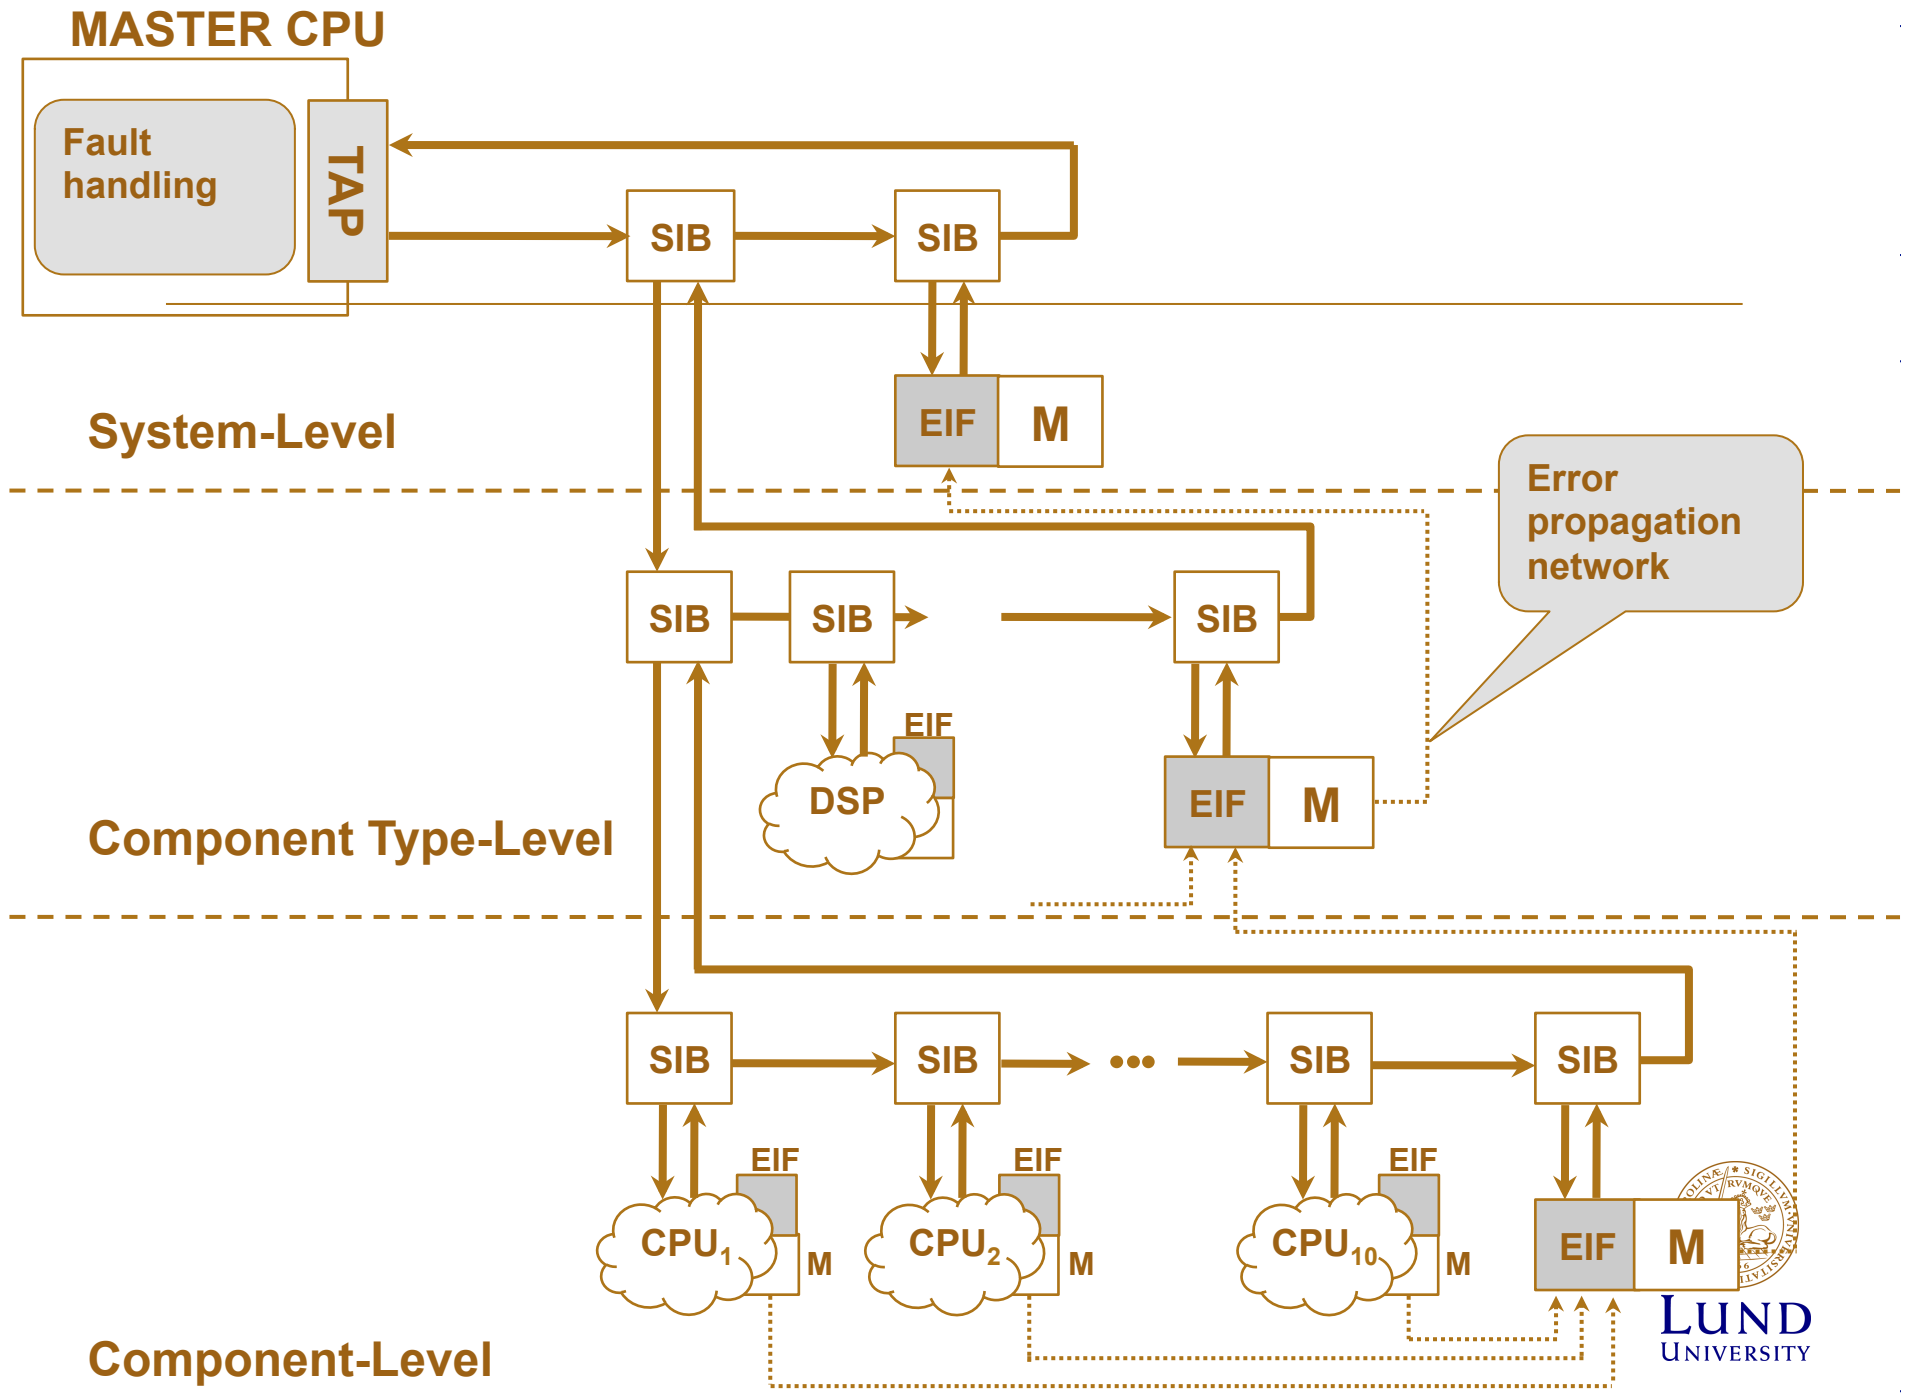 MASTER CPU
Fault
handling
TAP
SIB
SIB
EIF
M
System-Level
Error
propagation
network
SIB
SIB
SIB
EIF
DSP
EIF
M
Component Type-Level
SIB
SIB
•••
SIB
SIB
EIF
EIF
EIF
CPU1
M
CPU2
M
CPU10
M
EIF
M
LUND
UNIVERSITY
Component-Level